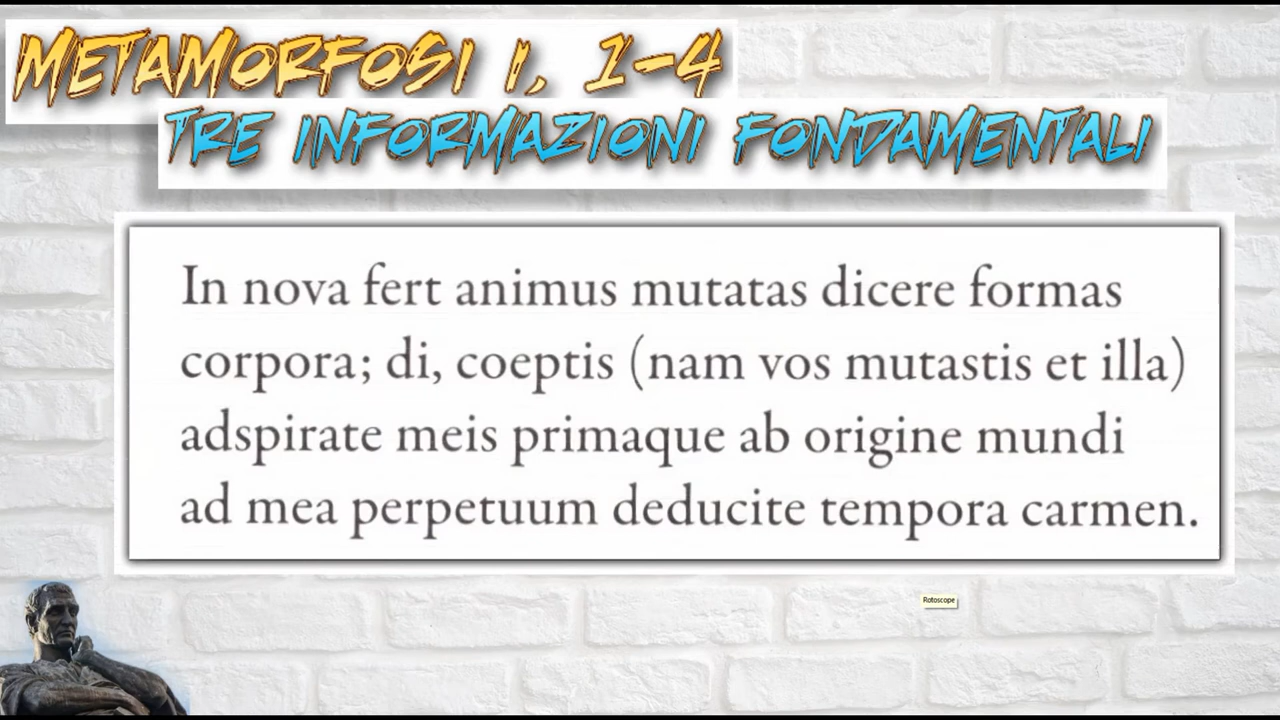 METAMORFOSI I, 1-4
TRE INFORMAZIONI FONDAMENTALI
In nova fert animus mutatas dicere formas
corpora; di, coeptis (nam vos mutastis et illa)
adspirate meis primaque ab origine mundi
ad mea perpetuum deducite tempora carmen.
Rotoscope